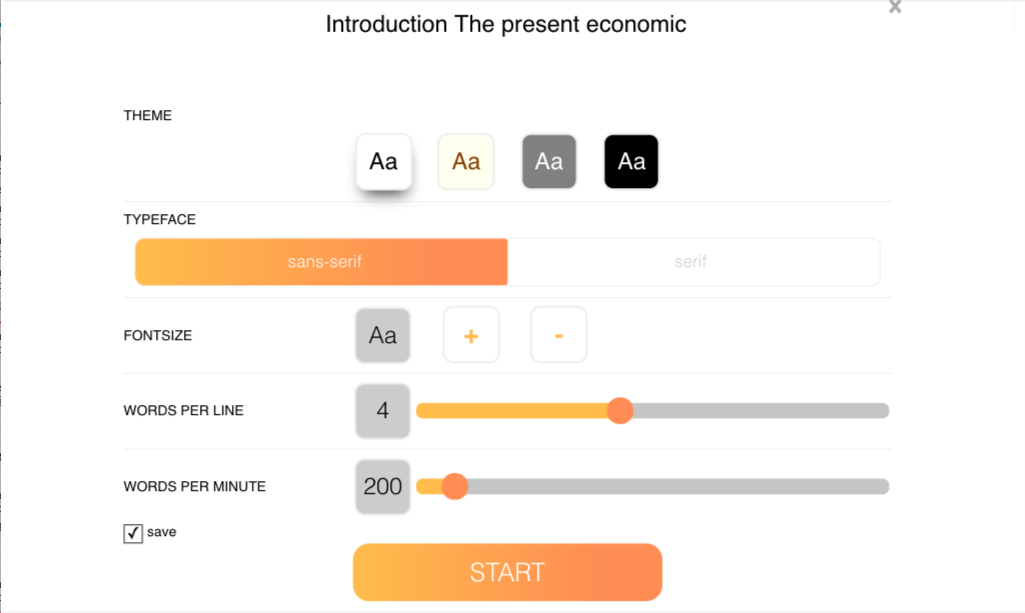 Introduction The present economic
THEME
Aa Aa Aa Aa
TYPEFACE
sans-serif serif
FONTSIZE Aa + -
WORDS PER LINE 4
WORDS PER MINUTE 200
save
START